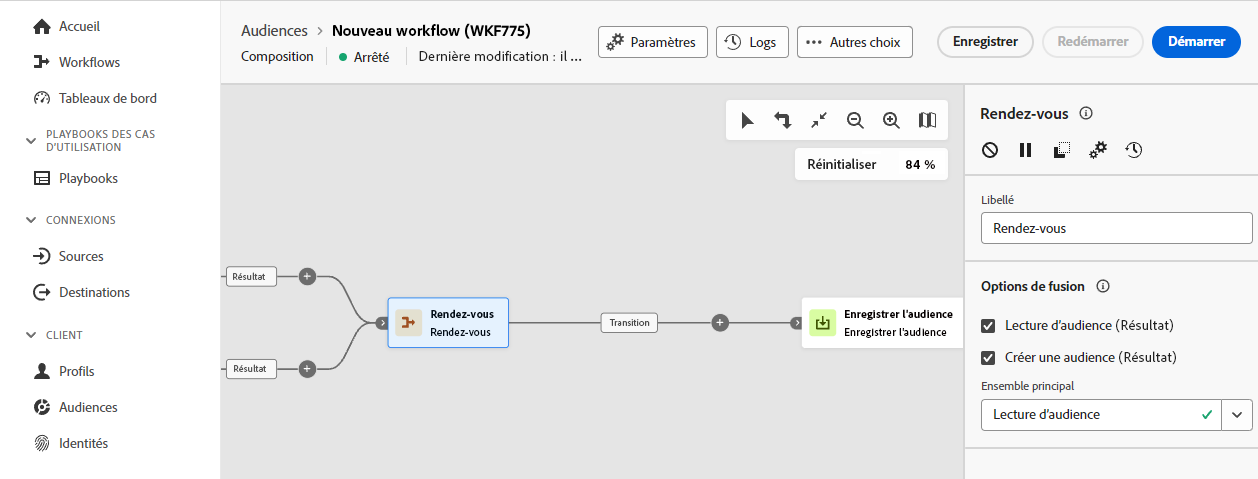 Accueil
Workflows
Tableaux de bord
PLAYBOOKS DES CAS
D'UTILISATION
Playbooks
CONNEXIONS
Sources
Destinations
CLIENT
Profils
Audiences
Identités
Audiences > Nouveau workflow (WKF775)
Composition Arrêté Dernière modification : il ...
Paramètres
Logs
••• Autres choix
Enregistrer
Redémarrer
Démarrer
Réinitialiser 84 %
Résultat
Résultat
Rendez-vous
Rendez-vous
Transition
Enregistrer l'audience
Enregistrer l'audience
Rendez-vous
Libellé
Rendez-vous
Options de fusion
Lecture d'audience (Résultat)
Créer une audience (Résultat)
Ensemble principal
Lecture d'audience